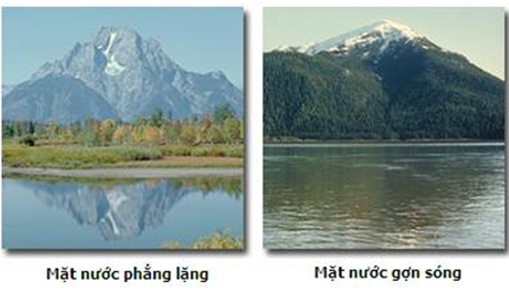 Mặt nước phẳng lặng
Mặt nước gợn sóng